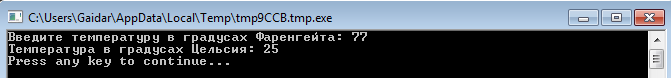 C:\Users\Gaidar\AppData\Local\Temp\tmp9CCB.tmp.exe
Введите температуру в градусах Фаренгейта: 77
Температура в градусах Цельсия: 25
Press any key to continue...